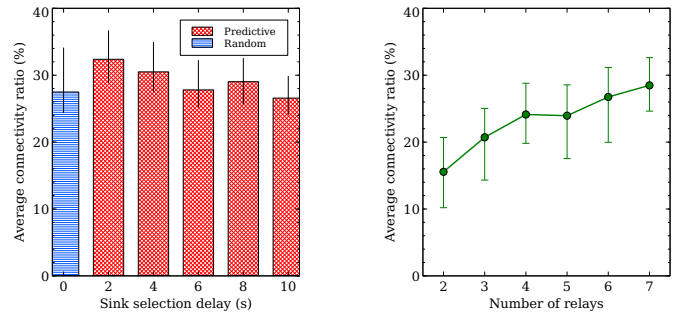 40
30
20
10
0
Average connectivity ratio (%)
Predictive
Random
0 2 4 6 8 10
Sink selection delay (s)
40
30
20
10
0
Average connectivity ratio (%)
2 3 4 5 6 7
Number of relays